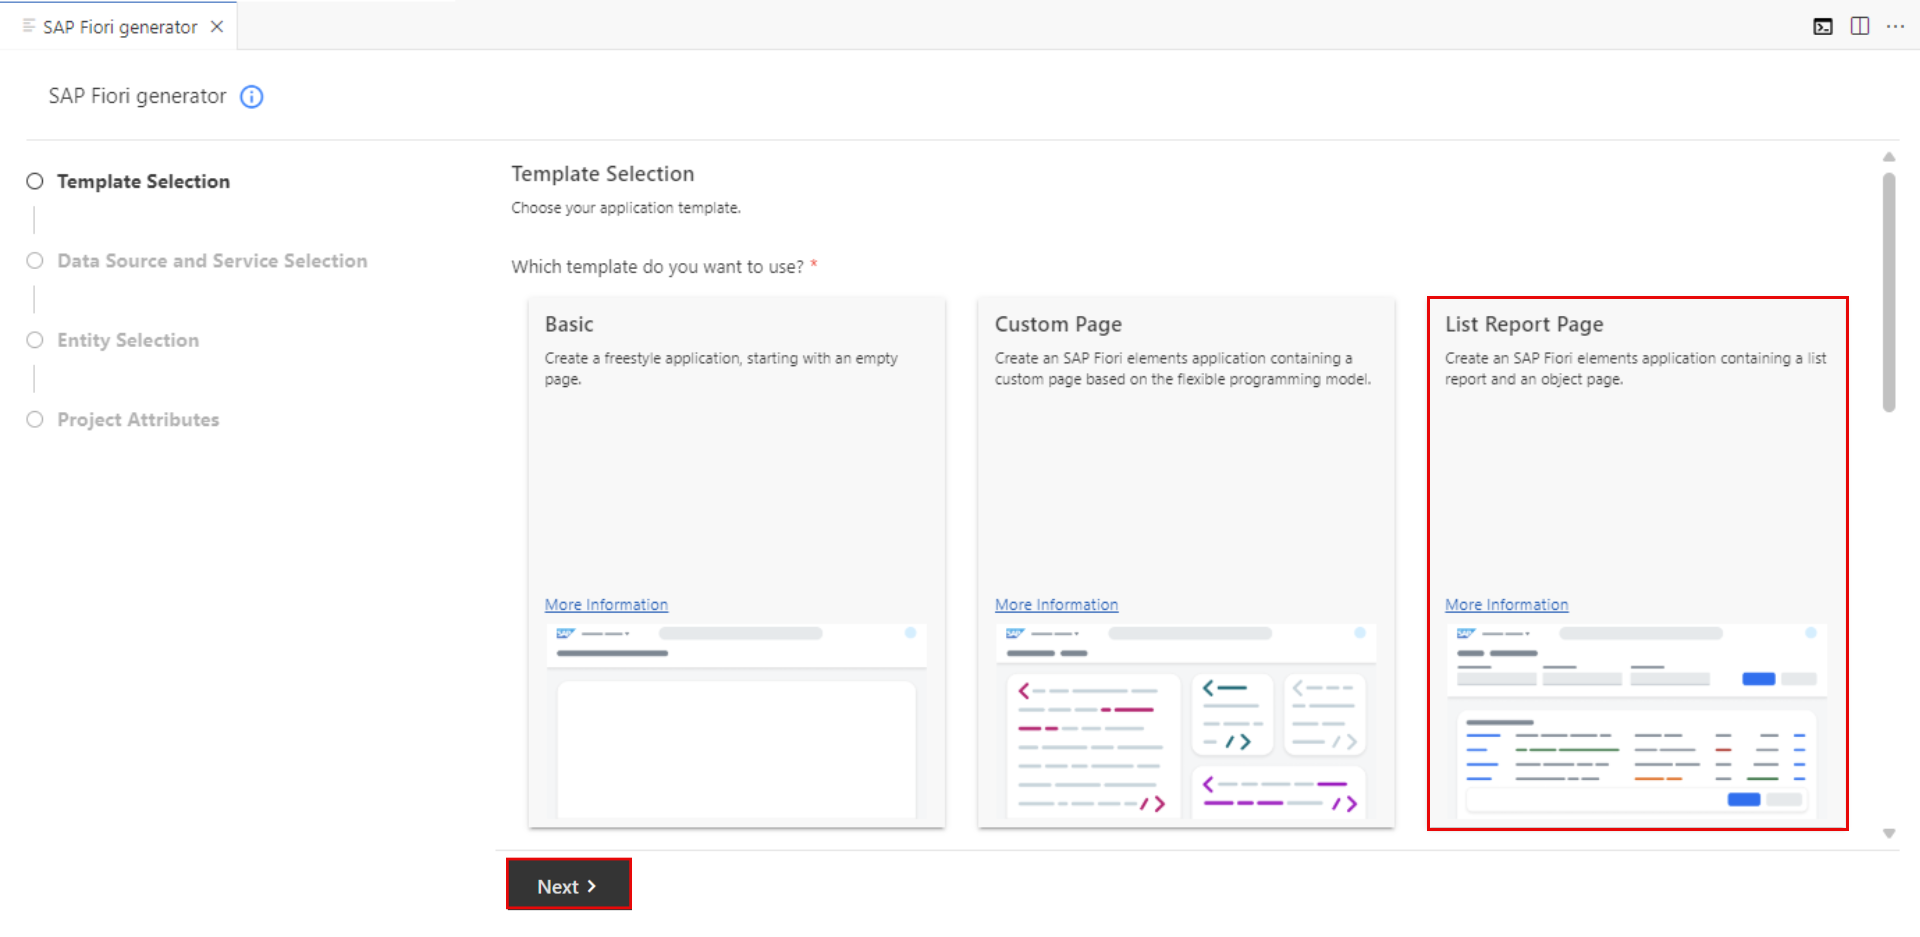 SAP Fiori generator
SAP Fiori generator
Template Selection
Data Source and Service Selection
Entity Selection
Project Attributes
Template Selection
Choose your application template.
Which template do you want to use? *
Basic
Create a freestyle application, starting with an empty
page.
More Information
SAP
Custom Page
Create an SAP Fiori elements application containing a
custom page based on the flexible programming model.
More Information
SAP
List Report Page
Create an SAP Fiori elements application containing a list
report and an object page.
More Information
SAP
Next